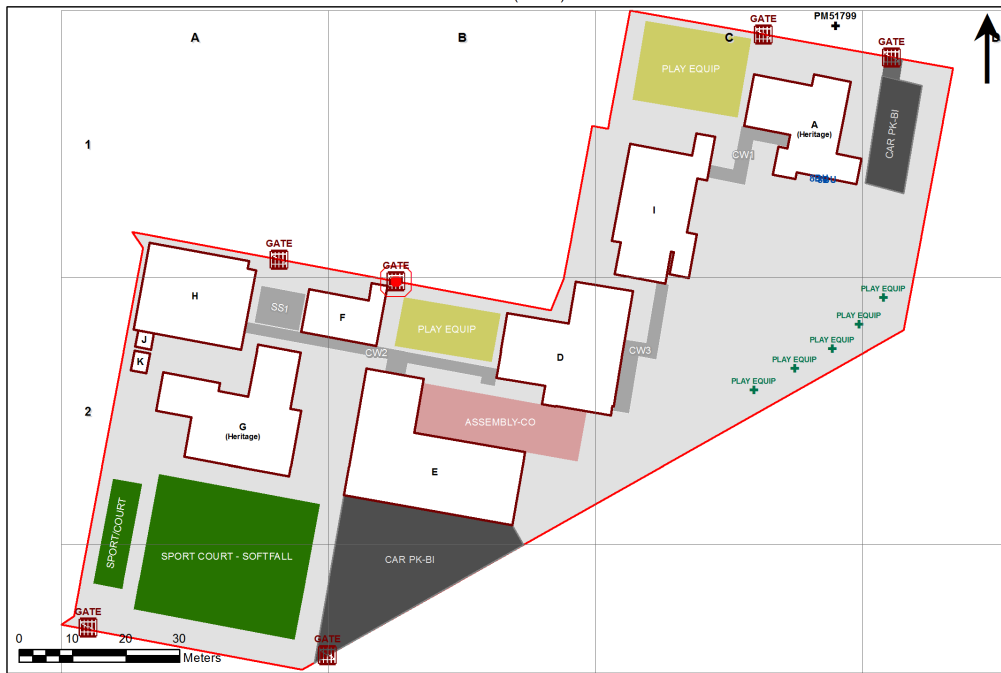 A
B
C
D
PM51799
GATE
GATE
PLAY EQUIP
A
(Heritage)
CAR PK-BI
1
CW1
I
GATE
GATE
H
SS1
F
PLAY EQUIP
J
K
CW2
D
CW3
PLAY EQUIP
PLAY EQUIP
PLAY EQUIP
PLAY EQUIP
PLAY EQUIP
2
G
(Heritage)
ASSEMBLY-CO
E
SPORT/COURT
SPORT COURT - SOFTFALL
CAR PK-BI
GATE
GATE
0 10 20 30
Meters